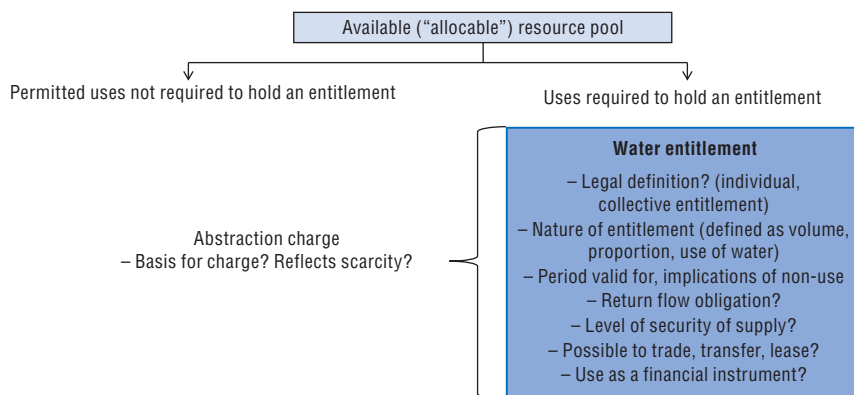 Available (“allocable”) resource pool
Permitted uses not required to hold an entitlement
Uses required to hold an entitlement
Water entitlement
– Legal definition? (individual,
collective entitlement)
– Nature of entitlement (defined as volume,
proportion, use of water)
– Period valid for, implications of non-use
– Return flow obligation?
– Level of security of supply?
– Possible to trade, transfer, lease?
– Use as a financial instrument?
Abstraction charge
– Basis for charge? Reflects scarcity?